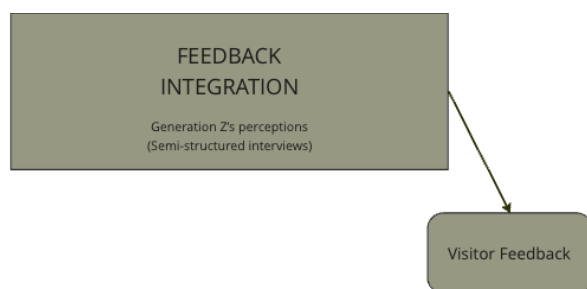 FEEDBACK
INTEGRATION
Generation Z's perceptions
(Semi-structured interviews)
Visitor Feedback